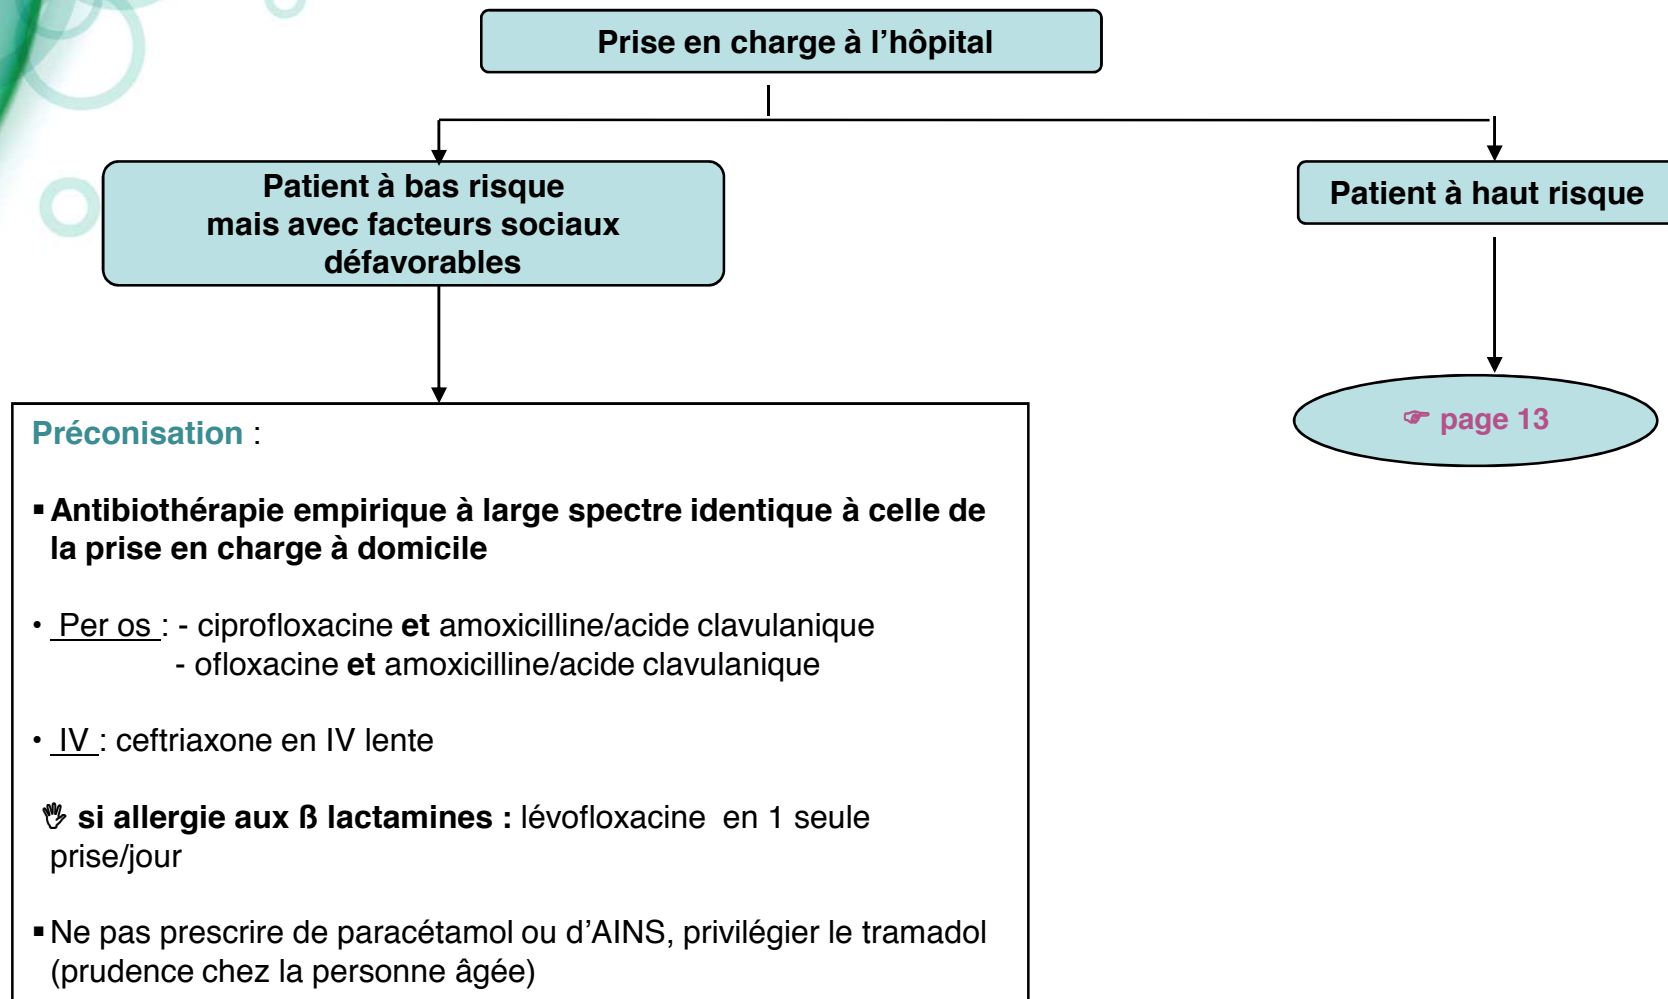 Prise en charge à l’hôpital
Patient à bas risque
mais avec facteurs sociaux
défavorables
Patient à haut risque
☞ page 13
Préconisation :
▪ Antibiothérapie empirique à large spectre identique à celle de
la prise en charge à domicile
• Per os : - ciprofloxacine et amoxicilline/acide clavulanique
- ofloxacine et amoxicilline/acide clavulanique
• IV : ceftriaxone en IV lente
🖐 si allergie aux ß lactamines : lévofloxacine en 1 seule
prise/jour
▪ Ne pas prescrire de paracétamol ou d’AINS, privilégier le tramadol
(prudence chez la personne âgée)